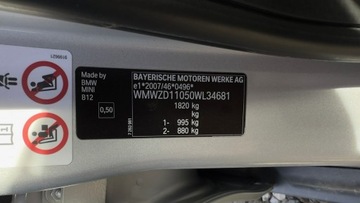 Made by
BMW
MINI
B12
0,50
BAYERISCHE MOTOREN WERKE AG
e1*2007/46*0496*
WMWZD11050WL34681
1820 kg
kg
1- 995 kg
2- 880 kg